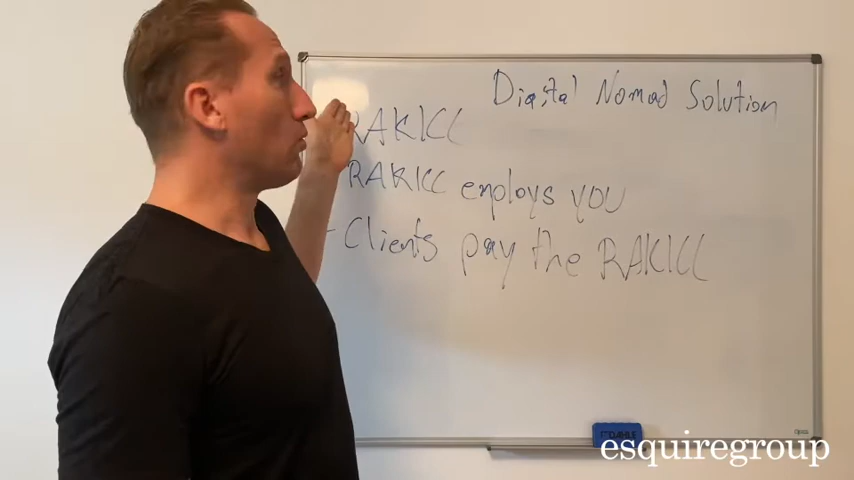 Digital Nomad Solution
RAKICC
RAKICC employs you
- Clients pay the RAKICC
esquiregroup